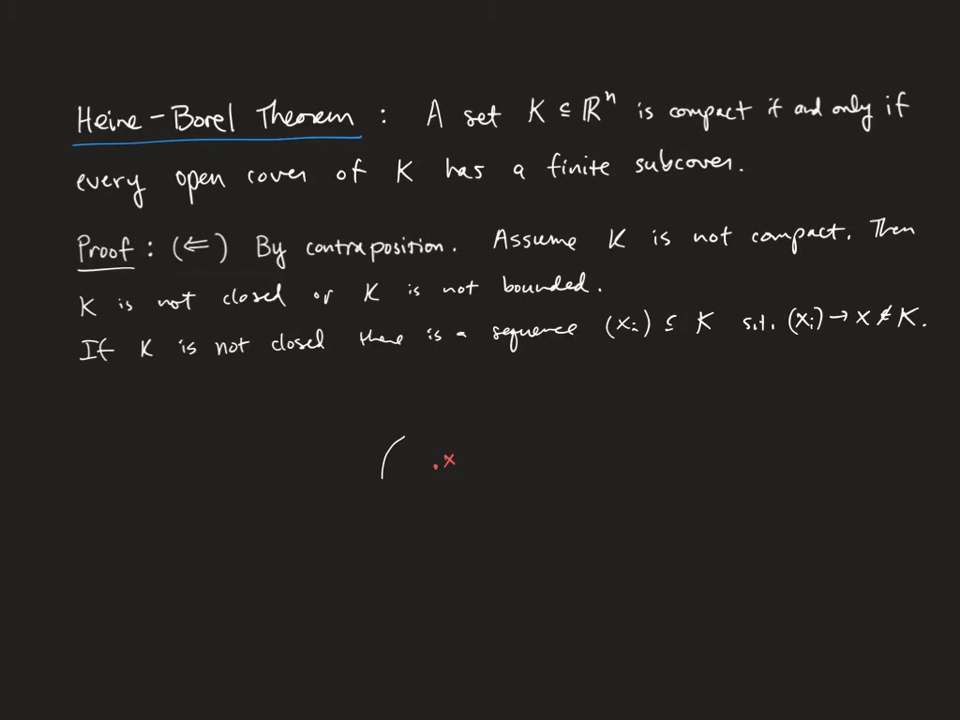 Heine-Borel Theorem: A set K ⊆ ℝⁿ is compact if and only if
every open cover of K has a finite subcover.
Proof: (⇐) By contraposition. Assume K is not compact. Then
K is not closed or K is not bounded.
If K is not closed there is a sequence (xᵢ) ⊆ K s.t. (xᵢ) → x ∉ K.
x